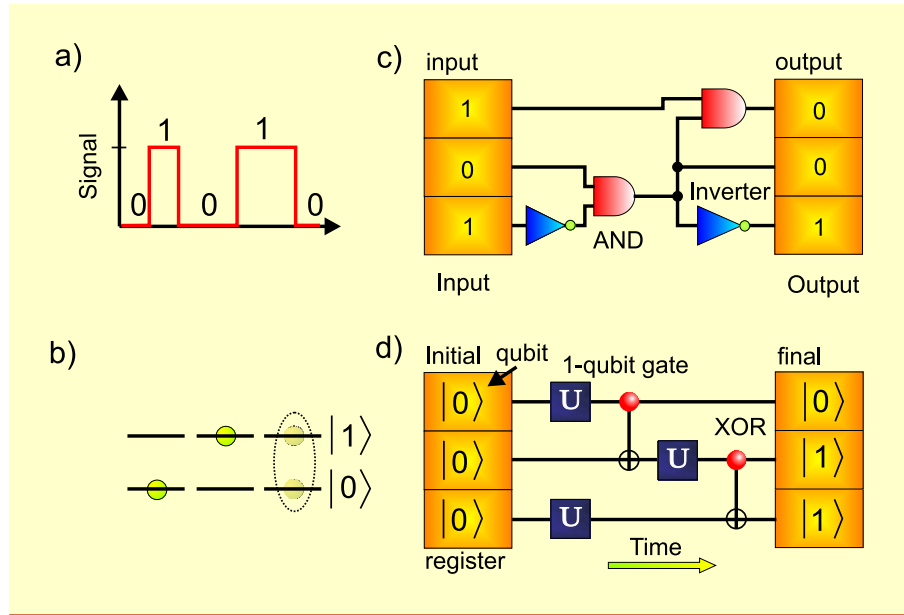 a)
Signal
1 1
0 0 0
b)
|1⟩
|0⟩
c)
input output
1 0
0 0
Inverter
1 1
AND
Input Output
d)
Initial qubit 1-qubit gate final
|0⟩ U |0⟩
XOR
|0⟩ U |1⟩
|0⟩ U |1⟩
Time
register